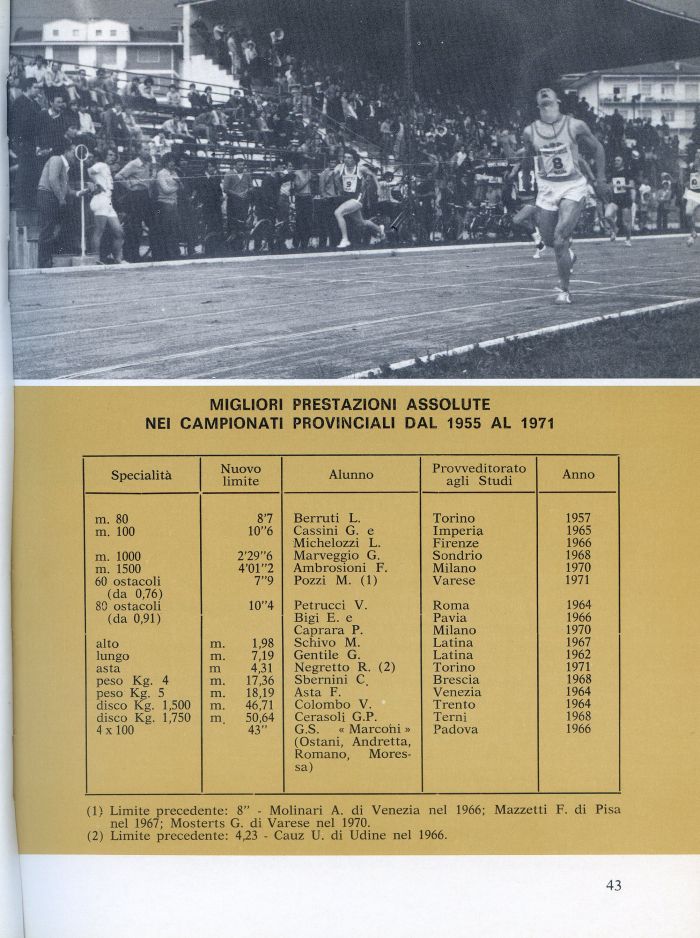 9
8
MIGLIORI PRESTAZIONI ASSOLUTE
NEI CAMPIONATI PROVINCIALI DAL 1955 AL 1971
Specialità Nuovo limite Alunno Provveditorato agli Studi Anno
m. 80 8'7 Berruti L. Torino 1957
m. 100 10"6 Cassini G. e Imperia 1965
Michelozzi L. Firenze 1966
m. 1000 2'29"6 Marveggio G. Sondrio 1968
m. 1500 4'01"2 Ambrosioni F. Milano 1970
60 ostacoli 7"9 Pozzi M. (1) Varese 1971
(da 0,76)
80 ostacoli 10"4 Petrucci V. Roma 1964
(da 0,91) Bigi E. e Pavia 1966
Caprara P. Milano 1970
alto m. 1,98 Schivo M. Latina 1967
lungo m. 7,19 Gentile G. Latina 1962
asta m 4,31 Negretto R. (2) Torino 1971
peso Kg. 4 m. 17,36 Sbernini C. Brescia 1968
peso Kg. 5 m. 18,19 Asta F. Venezia 1964
disco Kg. 1,500 m. 46,71 Colombo V. Trento 1964
disco Kg. 1,750 m. 50,64 Cerasoli G.P. Terni 1968
4 x 100 43" G.S. « Marconi » Padova 1966
(Ostani, Andretta,
Romano, Mores-
sa)
(1) Limite precedente: 8" - Molinari A. di Venezia nel 1966; Mazzetti F. di Pisa
nel 1967; Mosterts G. di Varese nel 1970.
(2) Limite precedente: 4,23 - Cauz U. di Udine nel 1966.
43